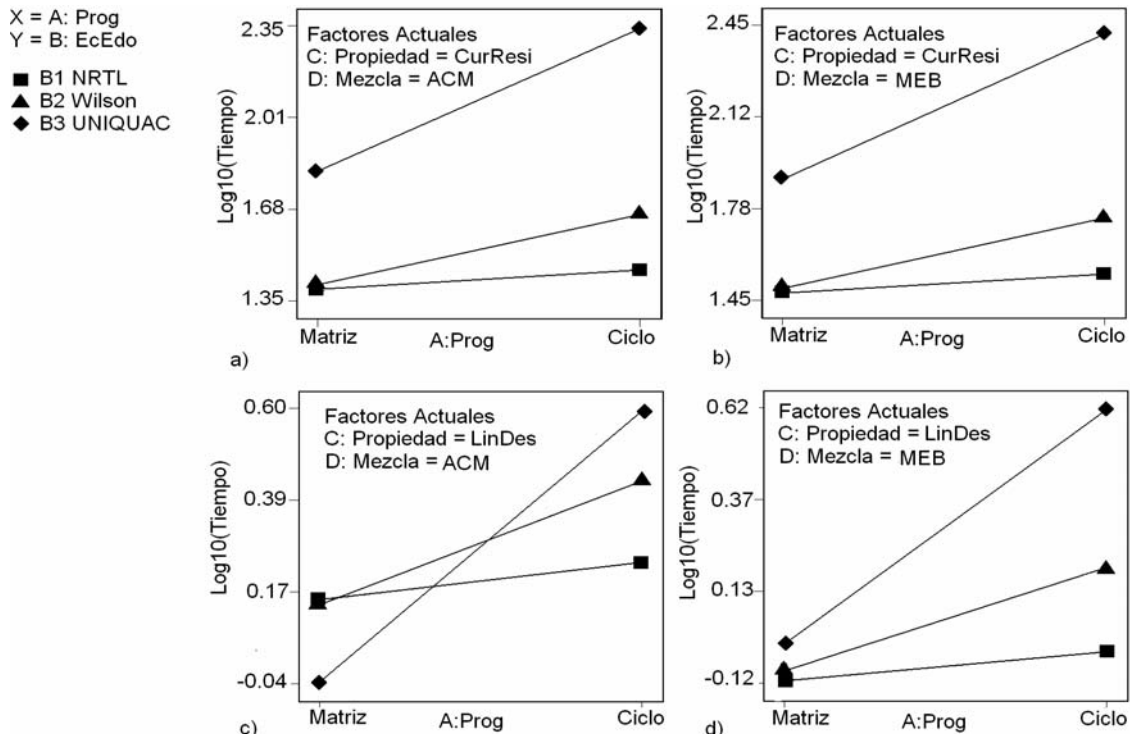 X = A: Prog
Y = B: EcEdo
B1 NRTL
B2 Wilson
B3 UNIQUAC
Factores Actuales
C: Propiedad = CurResi
D: Mezcla = ACM
Log10(Tiempo)
2.35
2.01
1.68
1.35
Matriz
A:Prog
Ciclo
a)
Factores Actuales
C: Propiedad = CurResi
D: Mezcla = MEB
Log10(Tiempo)
2.45
2.12
1.78
1.45
Matriz
A:Prog
Ciclo
b)
Factores Actuales
C: Propiedad = LinDes
D: Mezcla = ACM
Log10(Tiempo)
0.60
0.39
0.17
-0.04
Matriz
A:Prog
Ciclo
c)
Factores Actuales
C: Propiedad = LinDes
D: Mezcla = MEB
Log10(Tiempo)
0.62
0.37
0.13
-0.12
Matriz
A:Prog
Ciclo
d)